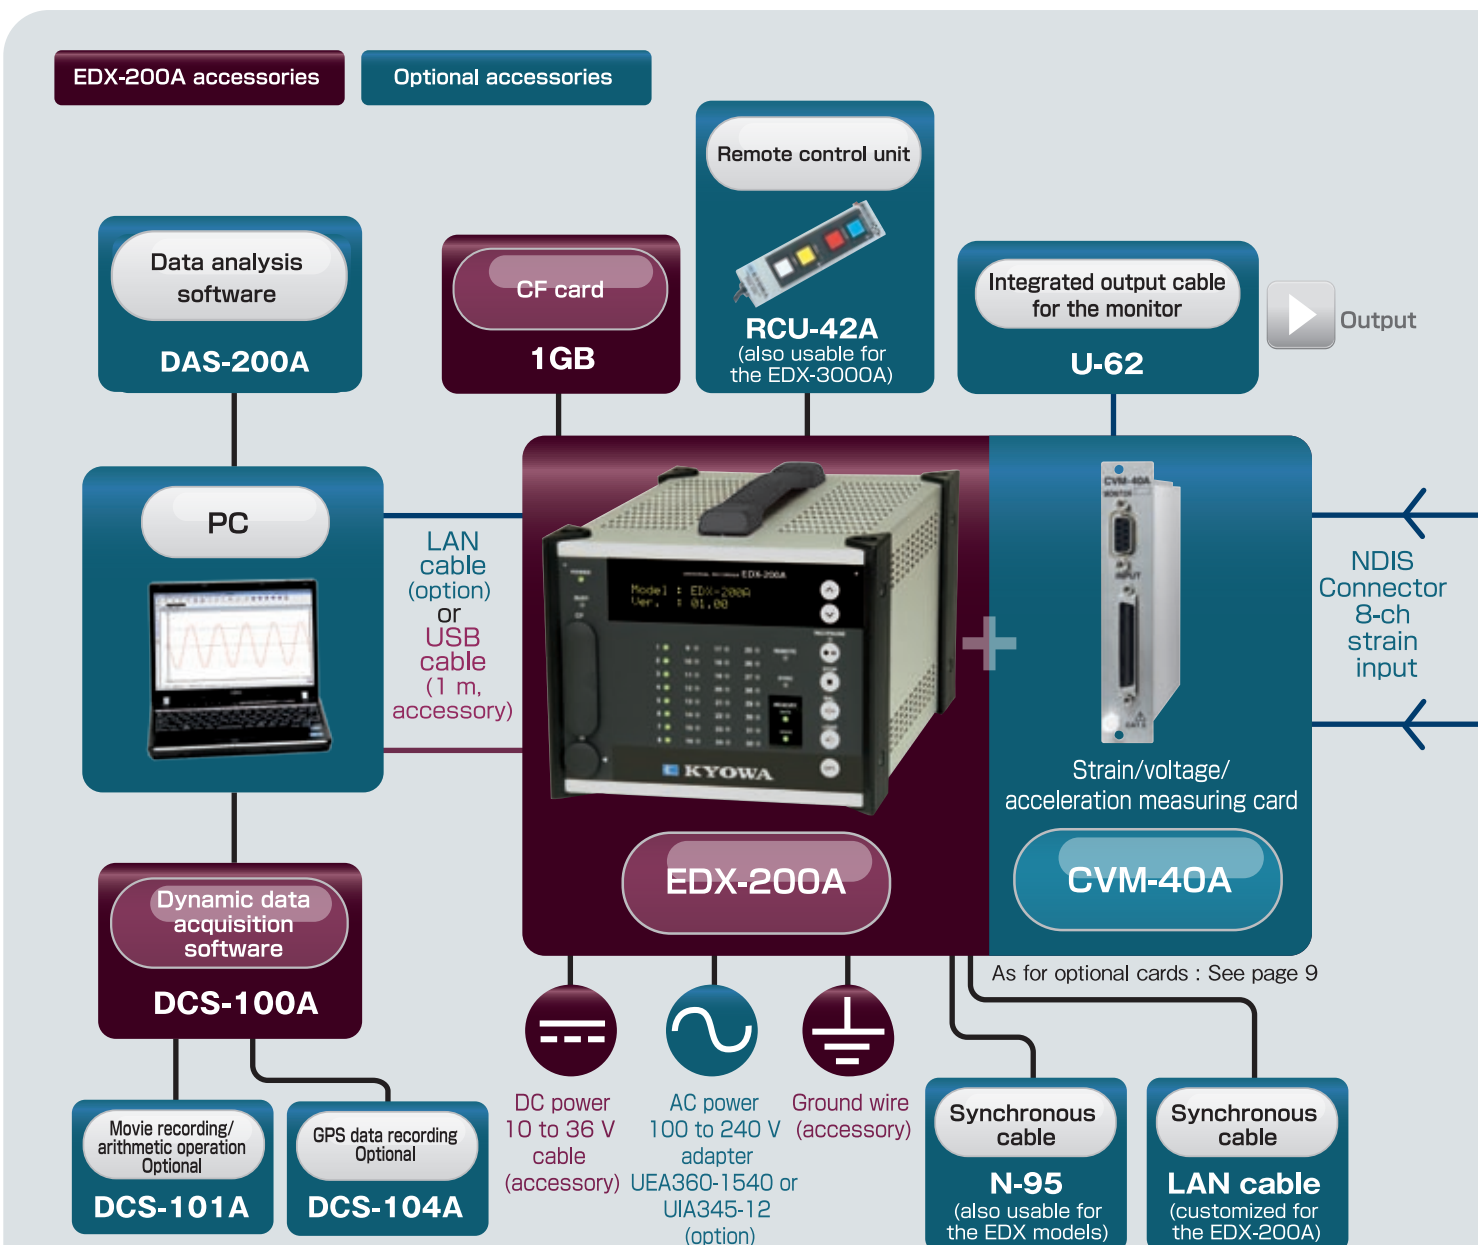 EDX-200A accessories
Optional accessories
Remote control unit
RCU-42A
(also usable for
the EDX-3000A)
Data analysis
software
DAS-200A
CF card
1GB
Integrated output cable
for the monitor
U-62
Output
PC
LAN
cable
(option)
or
USB
cable
(1 m,
accessory)
EDX-200A
Model : EDX-200A
Ver. : 01.00
KYOWA
EDX-200A
+
CVM-40A
MONITOR
INPUT
Strain/voltage/
acceleration measuring card
CVM-40A
NDIS
Connector
8-ch
strain
input
As for optional cards : See page 9
Dynamic data
acquisition
software
DCS-100A
Movie recording/
arithmetic operation
Optional
DCS-101A
GPS data recording
Optional
DCS-104A
DC power
10 to 36 V
cable
(accessory)
AC power
100 to 240 V
adapter
UEA360-1540 or
UIA345-12
(option)
Ground wire
(accessory)
Synchronous
cable
N-95
(also usable for
the EDX models)
Synchronous
cable
LAN cable
(customized for
the EDX-200A)